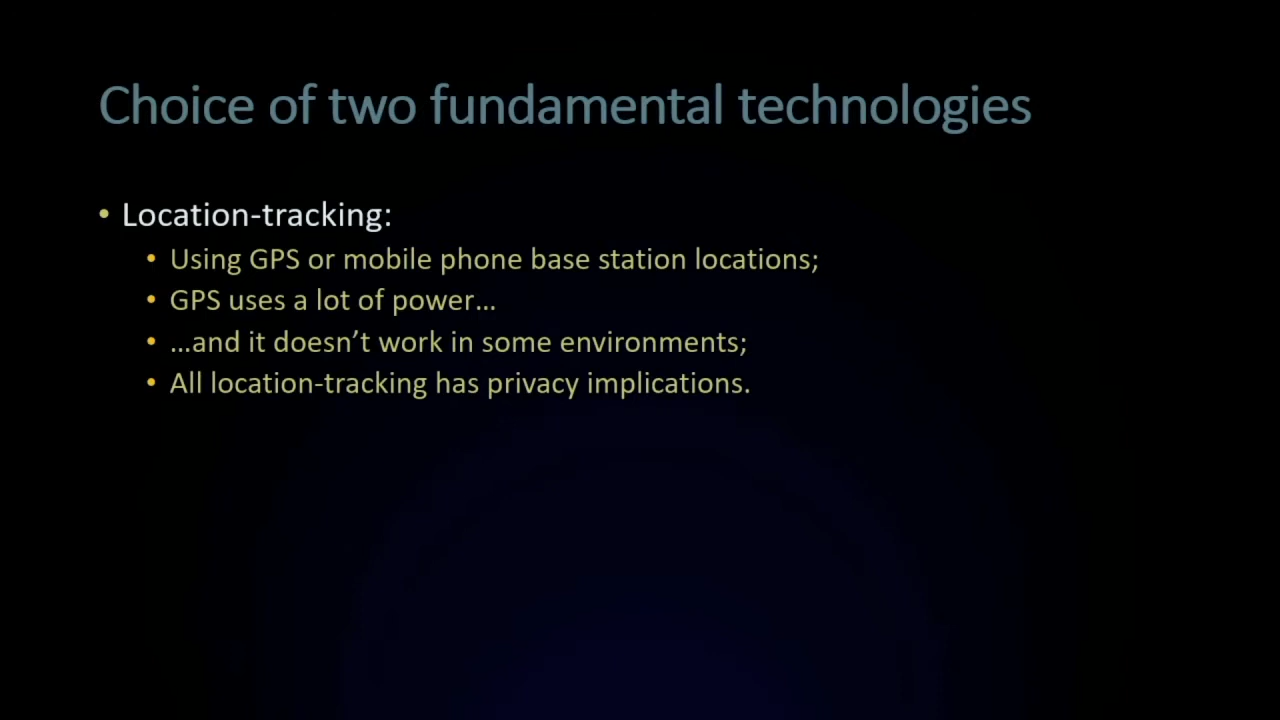 Choice of two fundamental technologies
• Location-tracking:
• Using GPS or mobile phone base station locations;
• GPS uses a lot of power…
• …and it doesn’t work in some environments;
• All location-tracking has privacy implications.